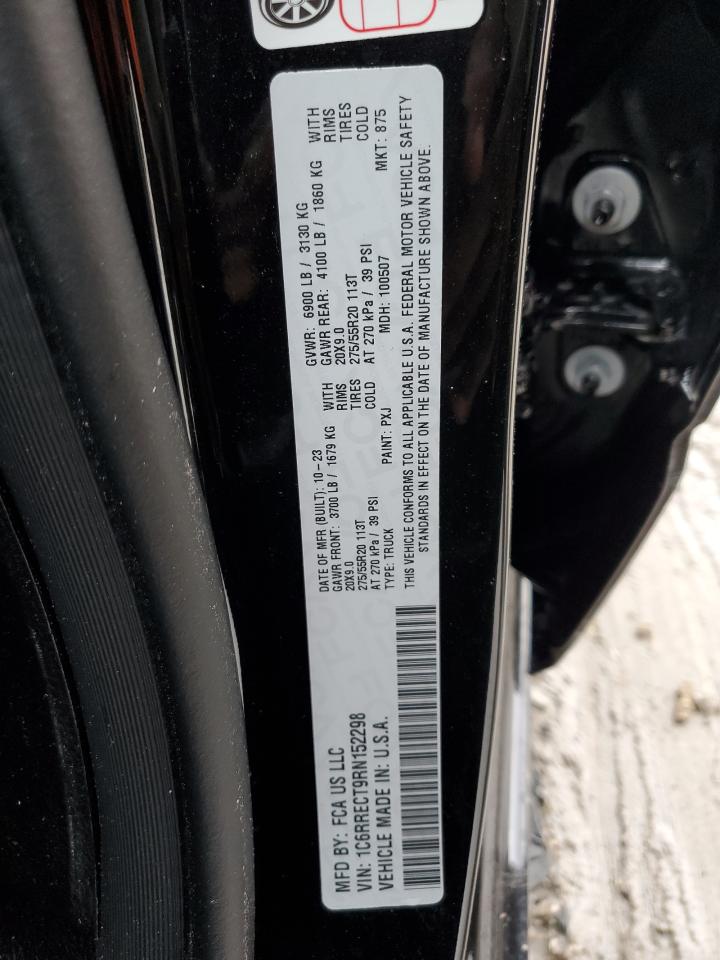 MFD BY: FCA US LLC
VIN: 1C6RRECT9RN152298
VEHICLE MADE IN: U.S.A.
DATE OF MFR (BUILT): 10-23
GAWR FRONT: 3700 LB / 1679 KG WITH
20X9.0 RIMS
275/55R20 113T TIRES
AT 270 kPa / 39 PSI COLD
TYPE: TRUCK PAINT: PXJ
GVWR: 6900 LB / 3130 KG
GAWR REAR: 4100 LB / 1860 KG WITH
20X9.0 RIMS
275/55R20 113T TIRES
AT 270 kPa / 39 PSI COLD
MDH: 100507 MKT: 875
THIS VEHICLE CONFORMS TO ALL APPLICABLE U.S.A. FEDERAL MOTOR VEHICLE SAFETY
STANDARDS IN EFFECT ON THE DATE OF MANUFACTURE SHOWN ABOVE.